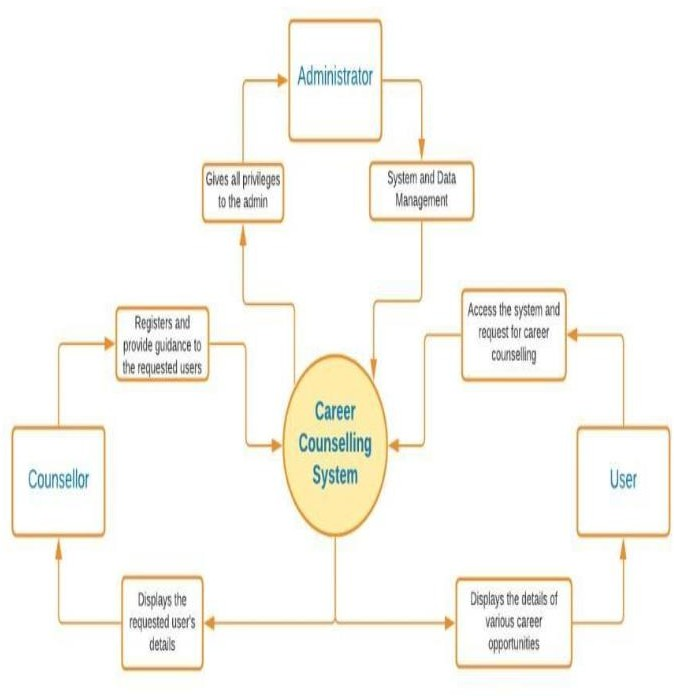 Administrator
Gives all privileges
to the admin
System and Data
Management
Registers and
provide guidance to
the requested users
Access the system and
request for career
counselling
Career
Counselling
System
Counsellor
User
Displays the
requested user's
details
Displays the details of
various career
opportunities